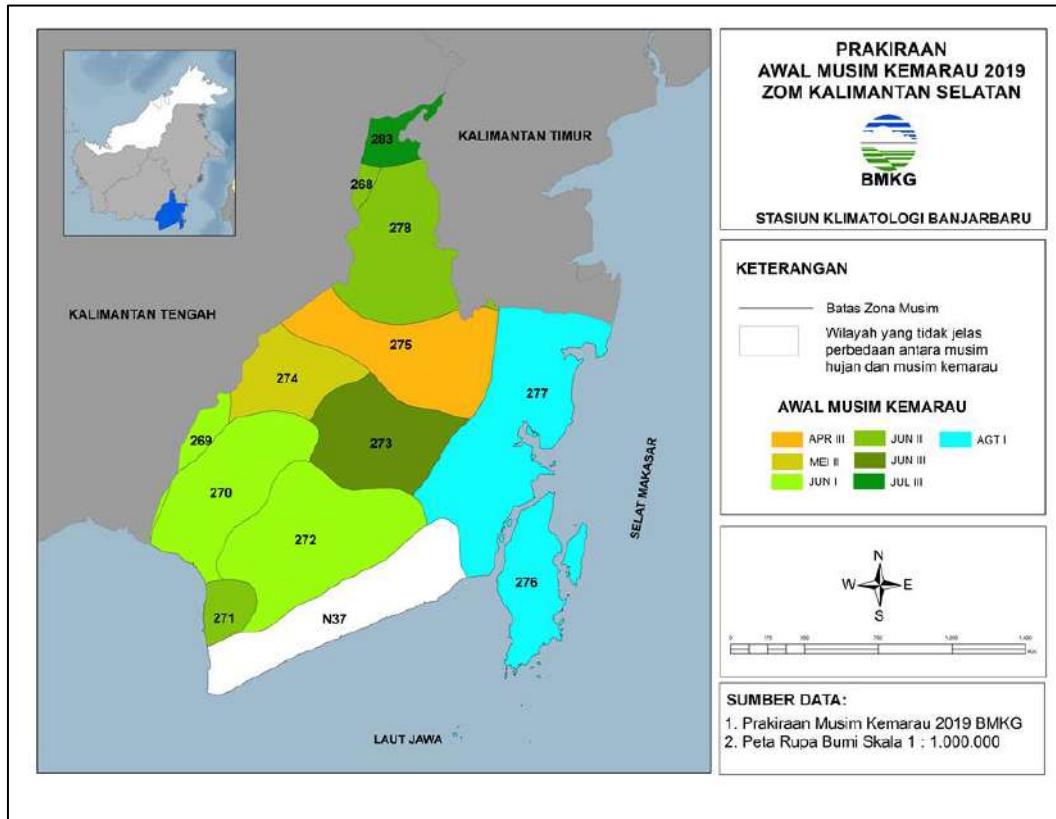 PRAKIRAAN
AWAL MUSIM KEMARAU 2019
ZOM KALIMANTAN SELATAN
BMKG
STASIUN KLIMATOLOGI BANJARBARU
KETERANGAN
Batas Zona Musim
Wilayah yang tidak jelas
perbedaan antara musim
hujan dan musim kemarau
AWAL MUSIM KEMARAU
APR III
JUN II
AGT I
MEI II
JUN III
JUN I
JUL III
N
W
E
S
SUMBER DATA:
1. Prakiraan Musim Kemarau 2019 BMKG
2. Peta Rupa Bumi Skala 1 : 1.000.000
KALIMANTAN TIMUR
283
268
278
KALIMANTAN TENGAH
275
274
277
269
273
270
SELAT MAKASAR
272
276
271
N37
LAUT JAWA